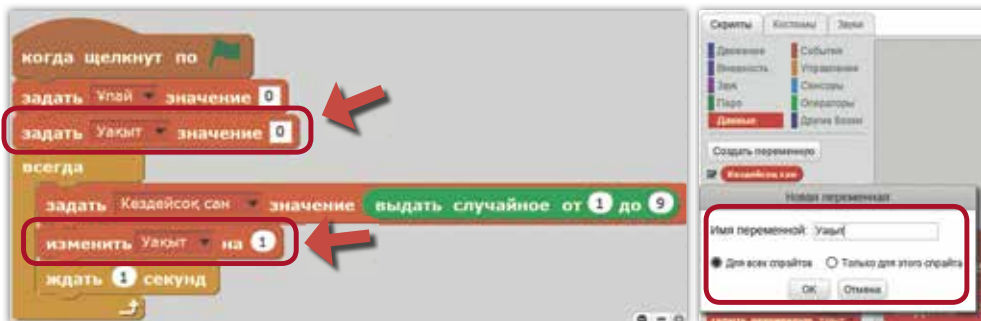 когда щелкнут по
задать Ұпай значение 0
задать Уақыт значение 0
всегда
задать Кездейсоқ сан значение выдать случайное от 1 до 9
изменить Уақыт на 1
ждать 1 секунд
Скрипты Костюмы Звуки
Движение События
Внешность Управление
Звук Сенсоры
Перо Операторы
Данные Другие блоки
Создать переменную
Кездейсоқ сан
Новая переменная
Имя переменной: Уақыт
Для всех спрайтов Только для этого спрайта
OK Отмена